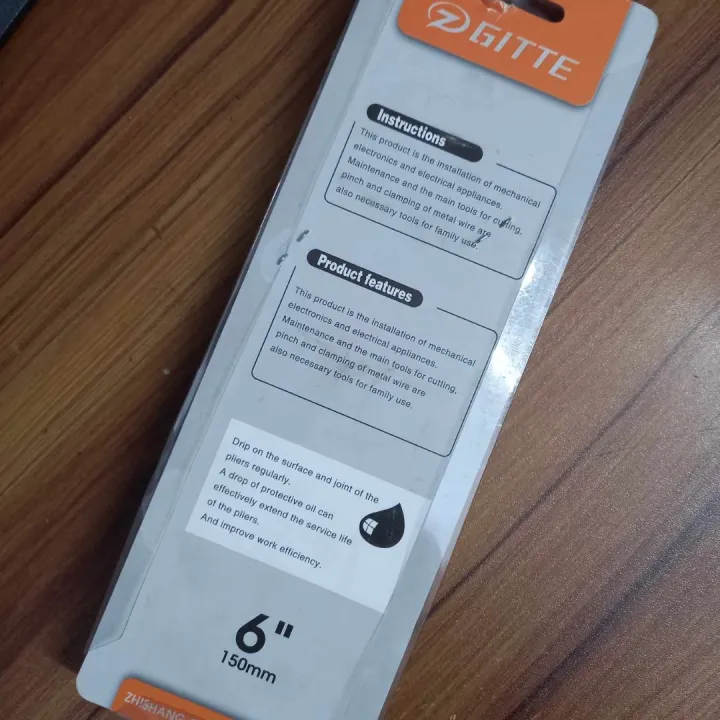 GITTE
Instructions
This product is the installation of mechanical
electronics and electrical appliances.
Maintenance and the main tools for cutting,
pinch and clamping of metal wire are
also necessary tools for family use.
Product features
This product is the installation of mechanical
electronics and electrical appliances.
Maintenance and the main tools for cutting,
pinch and clamping of metal wire are
also necessary tools for family use.
Drip on the surface and joint of the
pliers regularly.
A drop of protective oil can
effectively extend the service life
of the pliers.
And improve work efficiency.
6"
150mm
ZHISHANG